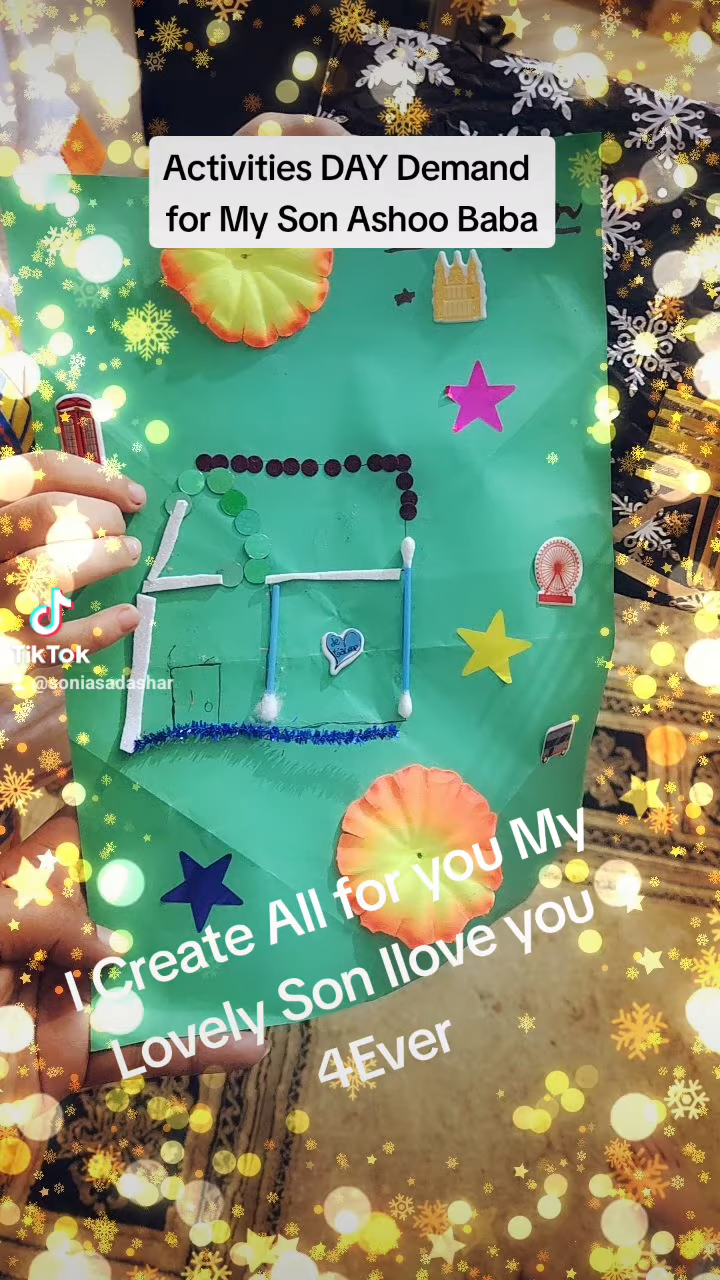 Activities DAY Demand
for My Son Ashoo Baba
TikTok
@soniasadashar
I Create All for you My
Lovely Son Ilove you
4Ever